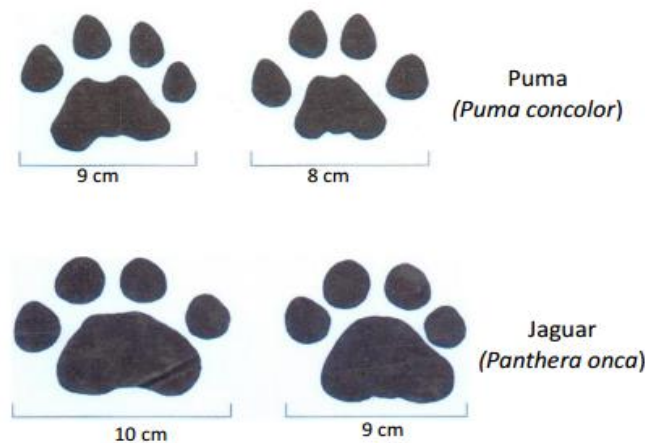 Puma
(Puma concolor)
9 cm
8 cm
Jaguar
(Panthera onca)
10 cm
9 cm